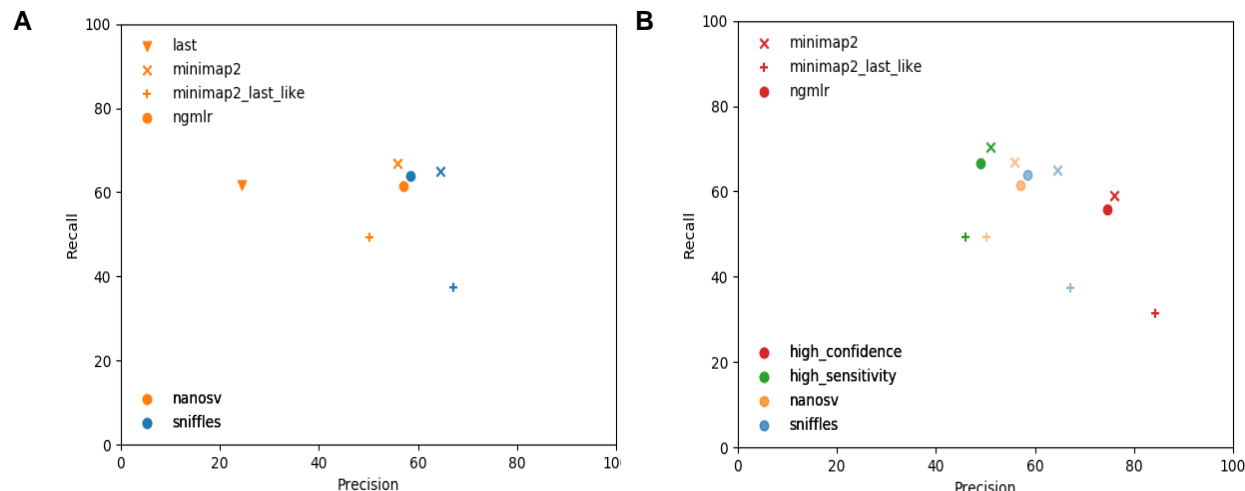 A
100
80
60
40
20
0
last
minimap2
minimap2_last_like
ngmlr
nanosv
sniffles
Recall
0 20 40 60 80
Precision
B
100
80
60
40
20
0
minimap2
minimap2_last_like
ngmlr
high_confidence
high_sensitivity
nanosv
sniffles
Recall
0 20 40 60 80 100
Precision